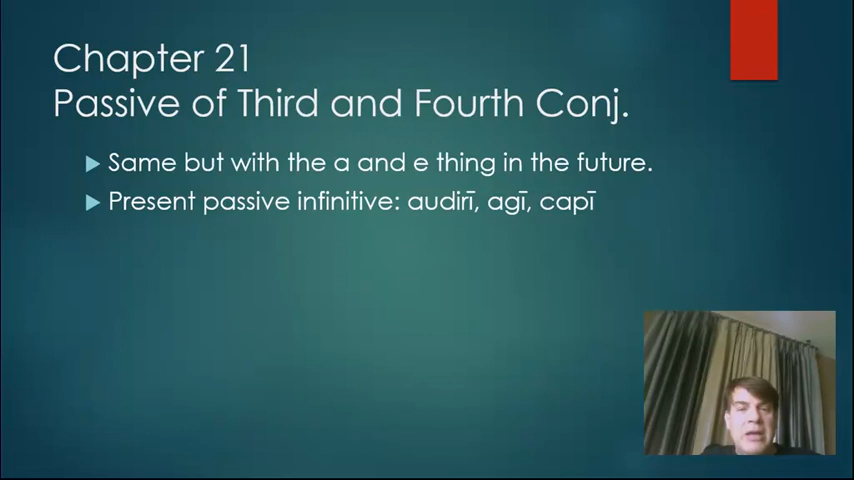 Chapter 21
Passive of Third and Fourth Conj.
Same but with the a and e thing in the future.
Present passive infinitive: audirī, agī, capī